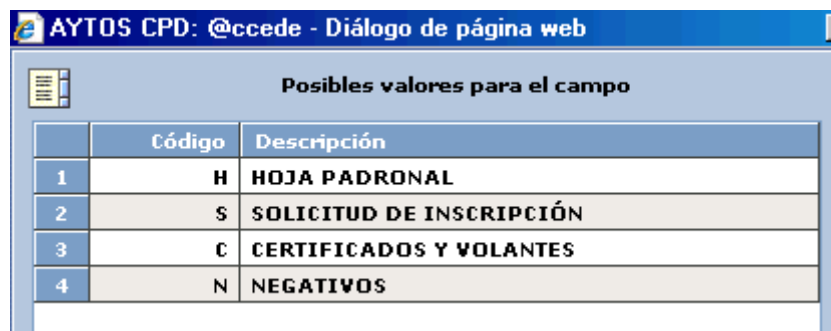 AYTOS CPD: @ccede - Diálogo de página web
Posibles valores para el campo
Código Descripción
1 H HOJA PADRONAL
2 S SOLICITUD DE INSCRIPCIÓN
3 C CERTIFICADOS Y VOLANTES
4 N NEGATIVOS